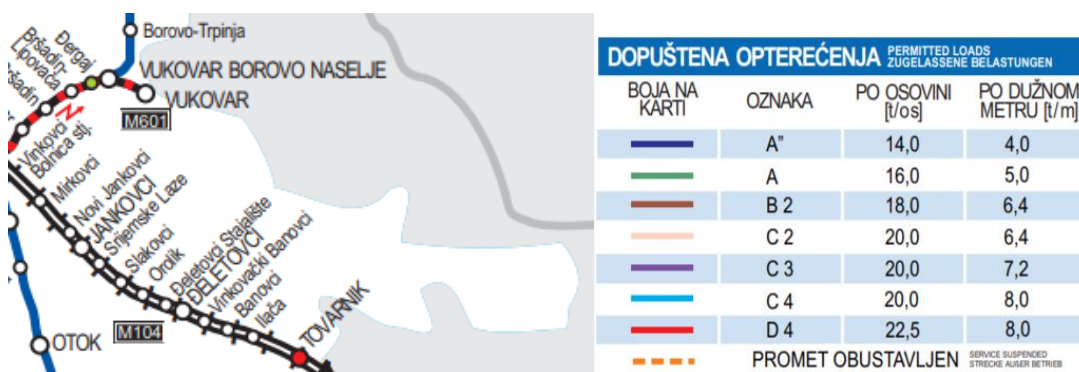 Borovo-Trpinja
Đergaj
Bršadin-
Lipovača
VUKOVAR BOROVO NASELJE
VUKOVAR
M601
Vinkovci
Bolnica stj.
Mirkovci
Novi Jankovci
JANKOVCI
Srijemske Laze
Slakovci
Orolik
Đeletovci Stajalište
ĐELETOVCI
Vinkovački Banovci
Banovci
Ilača
TOVARNIK
M104
OTOK
DOPUŠTENA OPTEREĆENJA PERMITTED LOADS
ZUGELASSENE BELASTUNGEN
BOJA NA
KARTI
OZNAKA
PO OSOVINI
[t/os]
PO DUŽNOM
METRU [t/m]
A" 14,0 4,0
A 16,0 5,0
B 2 18,0 6,4
C 2 20,0 6,4
C 3 20,0 7,2
C 4 20,0 8,0
D 4 22,5 8,0
PROMET OBUSTAVLJEN SERVICE SUSPENDED
STRECKE AUßER BETRIEB